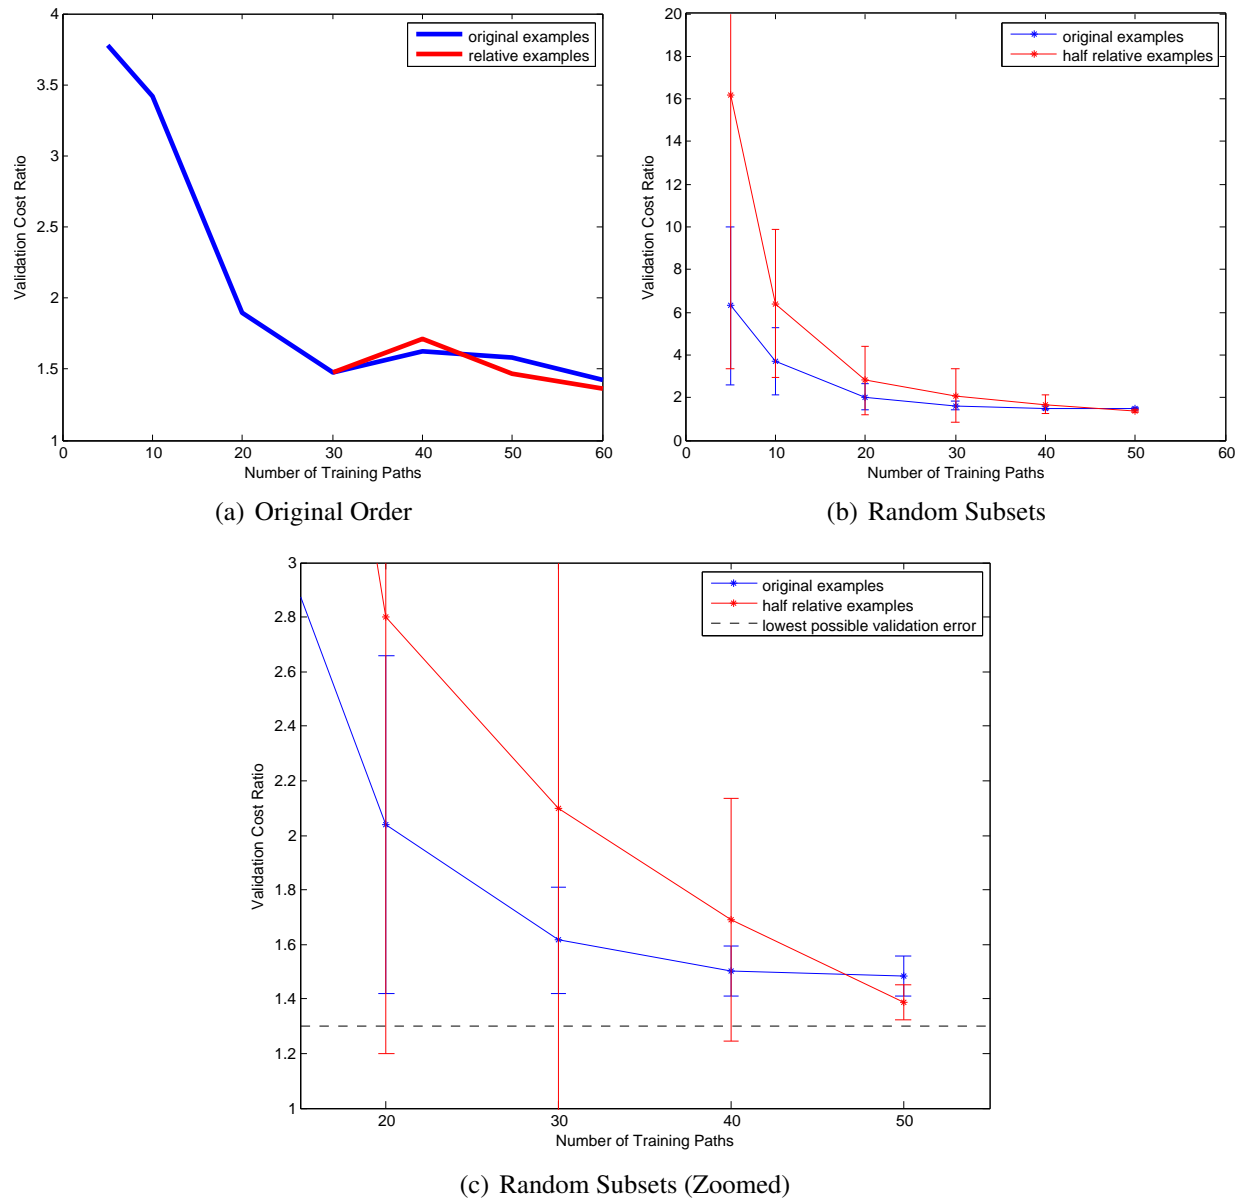 4
3.5
3
2.5
2
1.5
1
0
10
20
30
40
50
60
Validation Cost Ratio
Number of Training Paths
original examples
relative examples
(a) Original Order
20
18
16
14
12
10
8
6
4
2
0
0
10
20
30
40
50
60
Validation Cost Ratio
Number of Training Paths
original examples
half relative examples
(b) Random Subsets
3
2.8
2.6
2.4
2.2
2
1.8
1.6
1.4
1.2
1
20
30
40
50
Validation Cost Ratio
Number of Training Paths
original examples
half relative examples
lowest possible validation error
(c) Random Subsets (Zoomed)